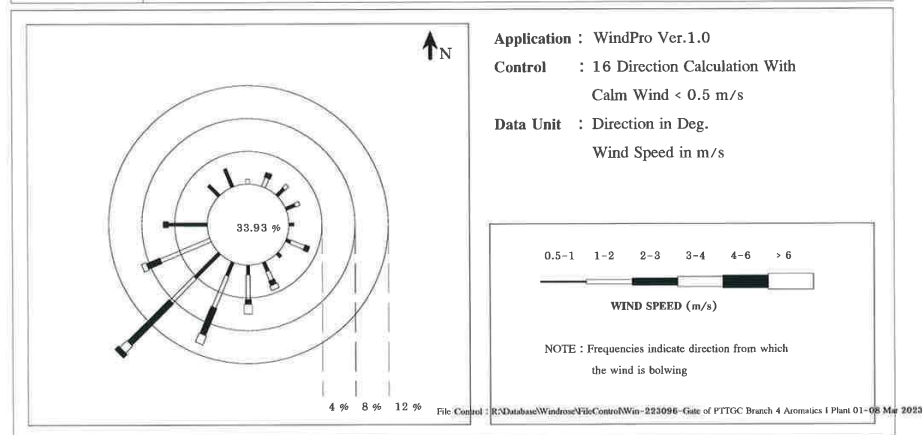 N
Application : WindPro Ver.1.0
Control : 16 Direction Calculation With
Calm Wind < 0.5 m/s
Data Unit : Direction in Deg.
Wind Speed in m/s
33.93 %
0.5-1 1-2 2-3 3-4 4-6 > 6
WIND SPEED (m/s)
NOTE : Frequencies indicate direction from which
the wind is bolwing
4 % 8 % 12 %
File Control : R:\Database\Windrose\FileControl\Win-223096-Gate of PTTGC Branch 4 Aromatics I Plant 01-08 Mar 2023